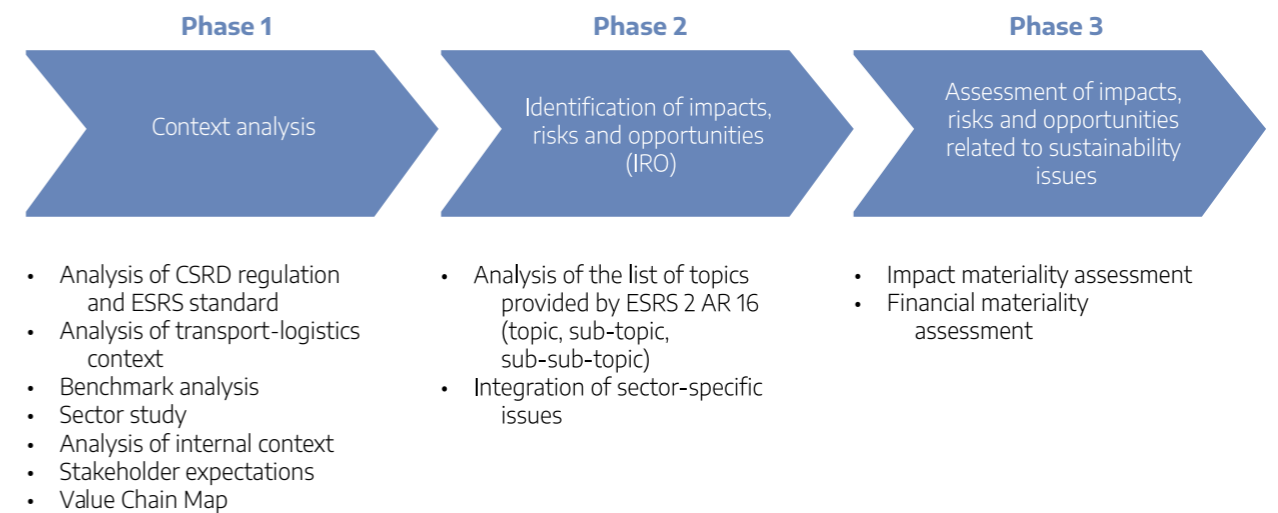 Phase 1
Context analysis
• Analysis of CSRD regulation
and ESRS standard
• Analysis of transport-logistics
context
• Benchmark analysis
• Sector study
• Analysis of internal context
• Stakeholder expectations
• Value Chain Map
Phase 2
Identification of impacts,
risks and opportunities
(IRO)
• Analysis of the list of topics
provided by ESRS 2 AR 16
(topic, sub-topic,
sub-sub-topic)
• Integration of sector-specific
issues
Phase 3
Assessment of impacts,
risks and opportunities
related to sustainability
issues
• Impact materiality assessment
• Financial materiality
assessment